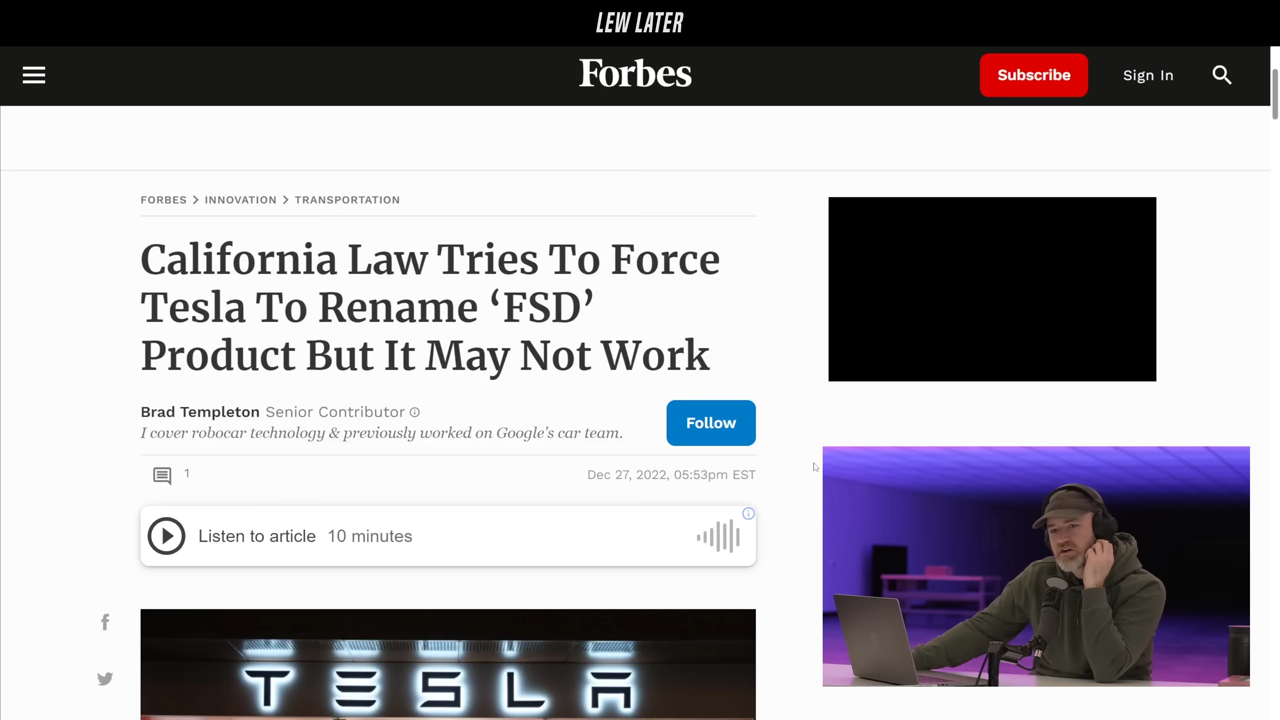 LEW LATER
Forbes
Subscribe
Sign In
FORBES > INNOVATION > TRANSPORTATION
California Law Tries To Force
Tesla To Rename ‘FSD’
Product But It May Not Work
Brad Templeton Senior Contributor
Follow
I cover robocar technology & previously worked on Google's car team.
1
Dec 27, 2022, 05:53pm EST
Listen to article 10 minutes
TESLA